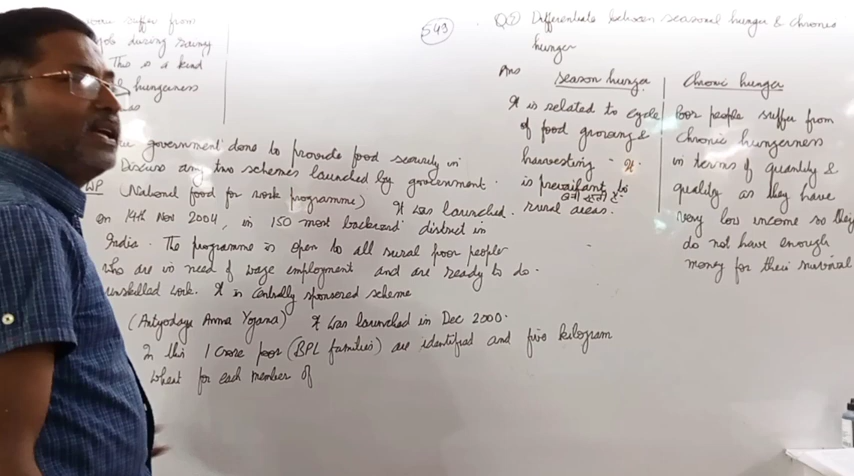 suffer from
job during rainy
This is a kind
hungerness
as
government done to provide food security in
Discuss any two schemes launched by government.
WP National food for work programme) It was launched
on 14th Nov 2004, in 150 most backward district in
India. The programme is open to all rural poor people
who are in need of wage employment and are ready to do
unskilled work. It is centrally sponsored scheme
(Antyodaya Anna Yojana) It was launched in Dec 2000.
In this 1 crore poor (BPL families) are identified and five kilogram
wheat for each member of
549
Q Differentiate between seasonal hunger & chronic
hunger
Ans
season hunger
It is related to cycle
of food growing &
harvesting. It
is to
rural areas.
Chronic hunger
Poor people suffer from
chronic hungerness
in terms of quantity &
quality as they have
very low income so they
do not have enough
money for their survival